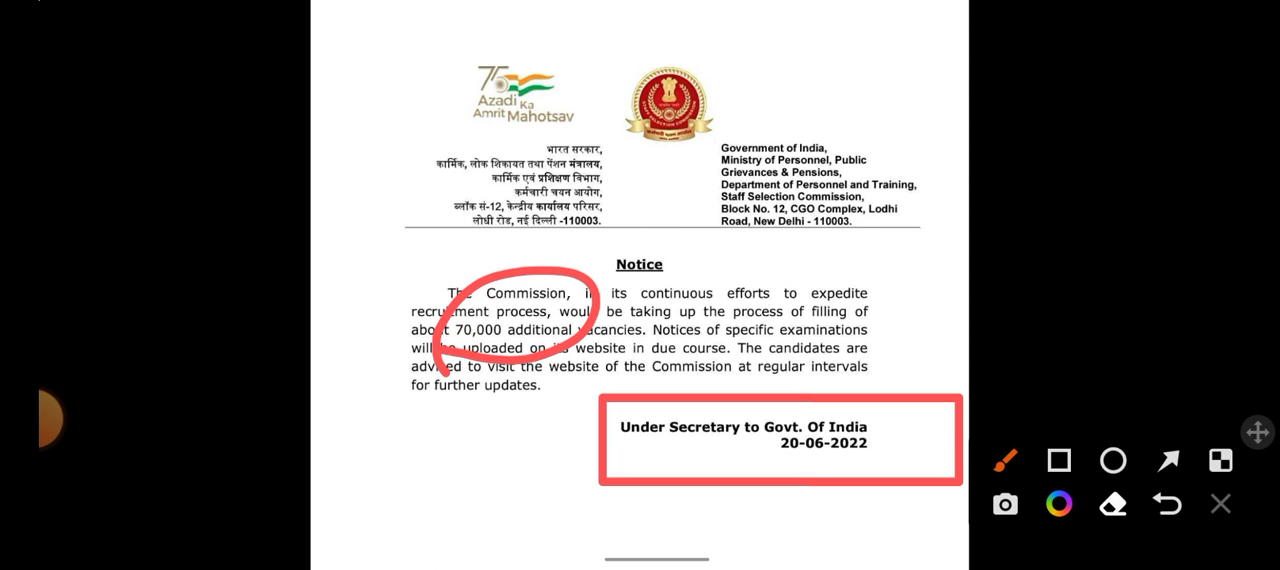 75
Azadi Ka
Amrit Mahotsav
भारत सरकार,
कार्मिक, लोक शिकायत तथा पेंशन मंत्रालय,
कार्मिक एवं प्रशिक्षण विभाग,
कर्मचारी चयन आयोग,
ब्लॉक सं-12, केन्द्रीय कार्यालय परिसर,
लोधी रोड, नई दिल्ली -110003.
Government of India,
Ministry of Personnel, Public
Grievances & Pensions,
Department of Personnel and Training,
Staff Selection Commission,
Block No. 12, CGO Complex, Lodhi
Road, New Delhi - 110003.
Notice
The Commission, in its continuous efforts to expedite
recruitment process, would be taking up the process of filling of
about 70,000 additional vacancies. Notices of specific examinations
will be uploaded on its website in due course. The candidates are
advised to visit the website of the Commission at regular intervals
for further updates.
Under Secretary to Govt. Of India
20-06-2022